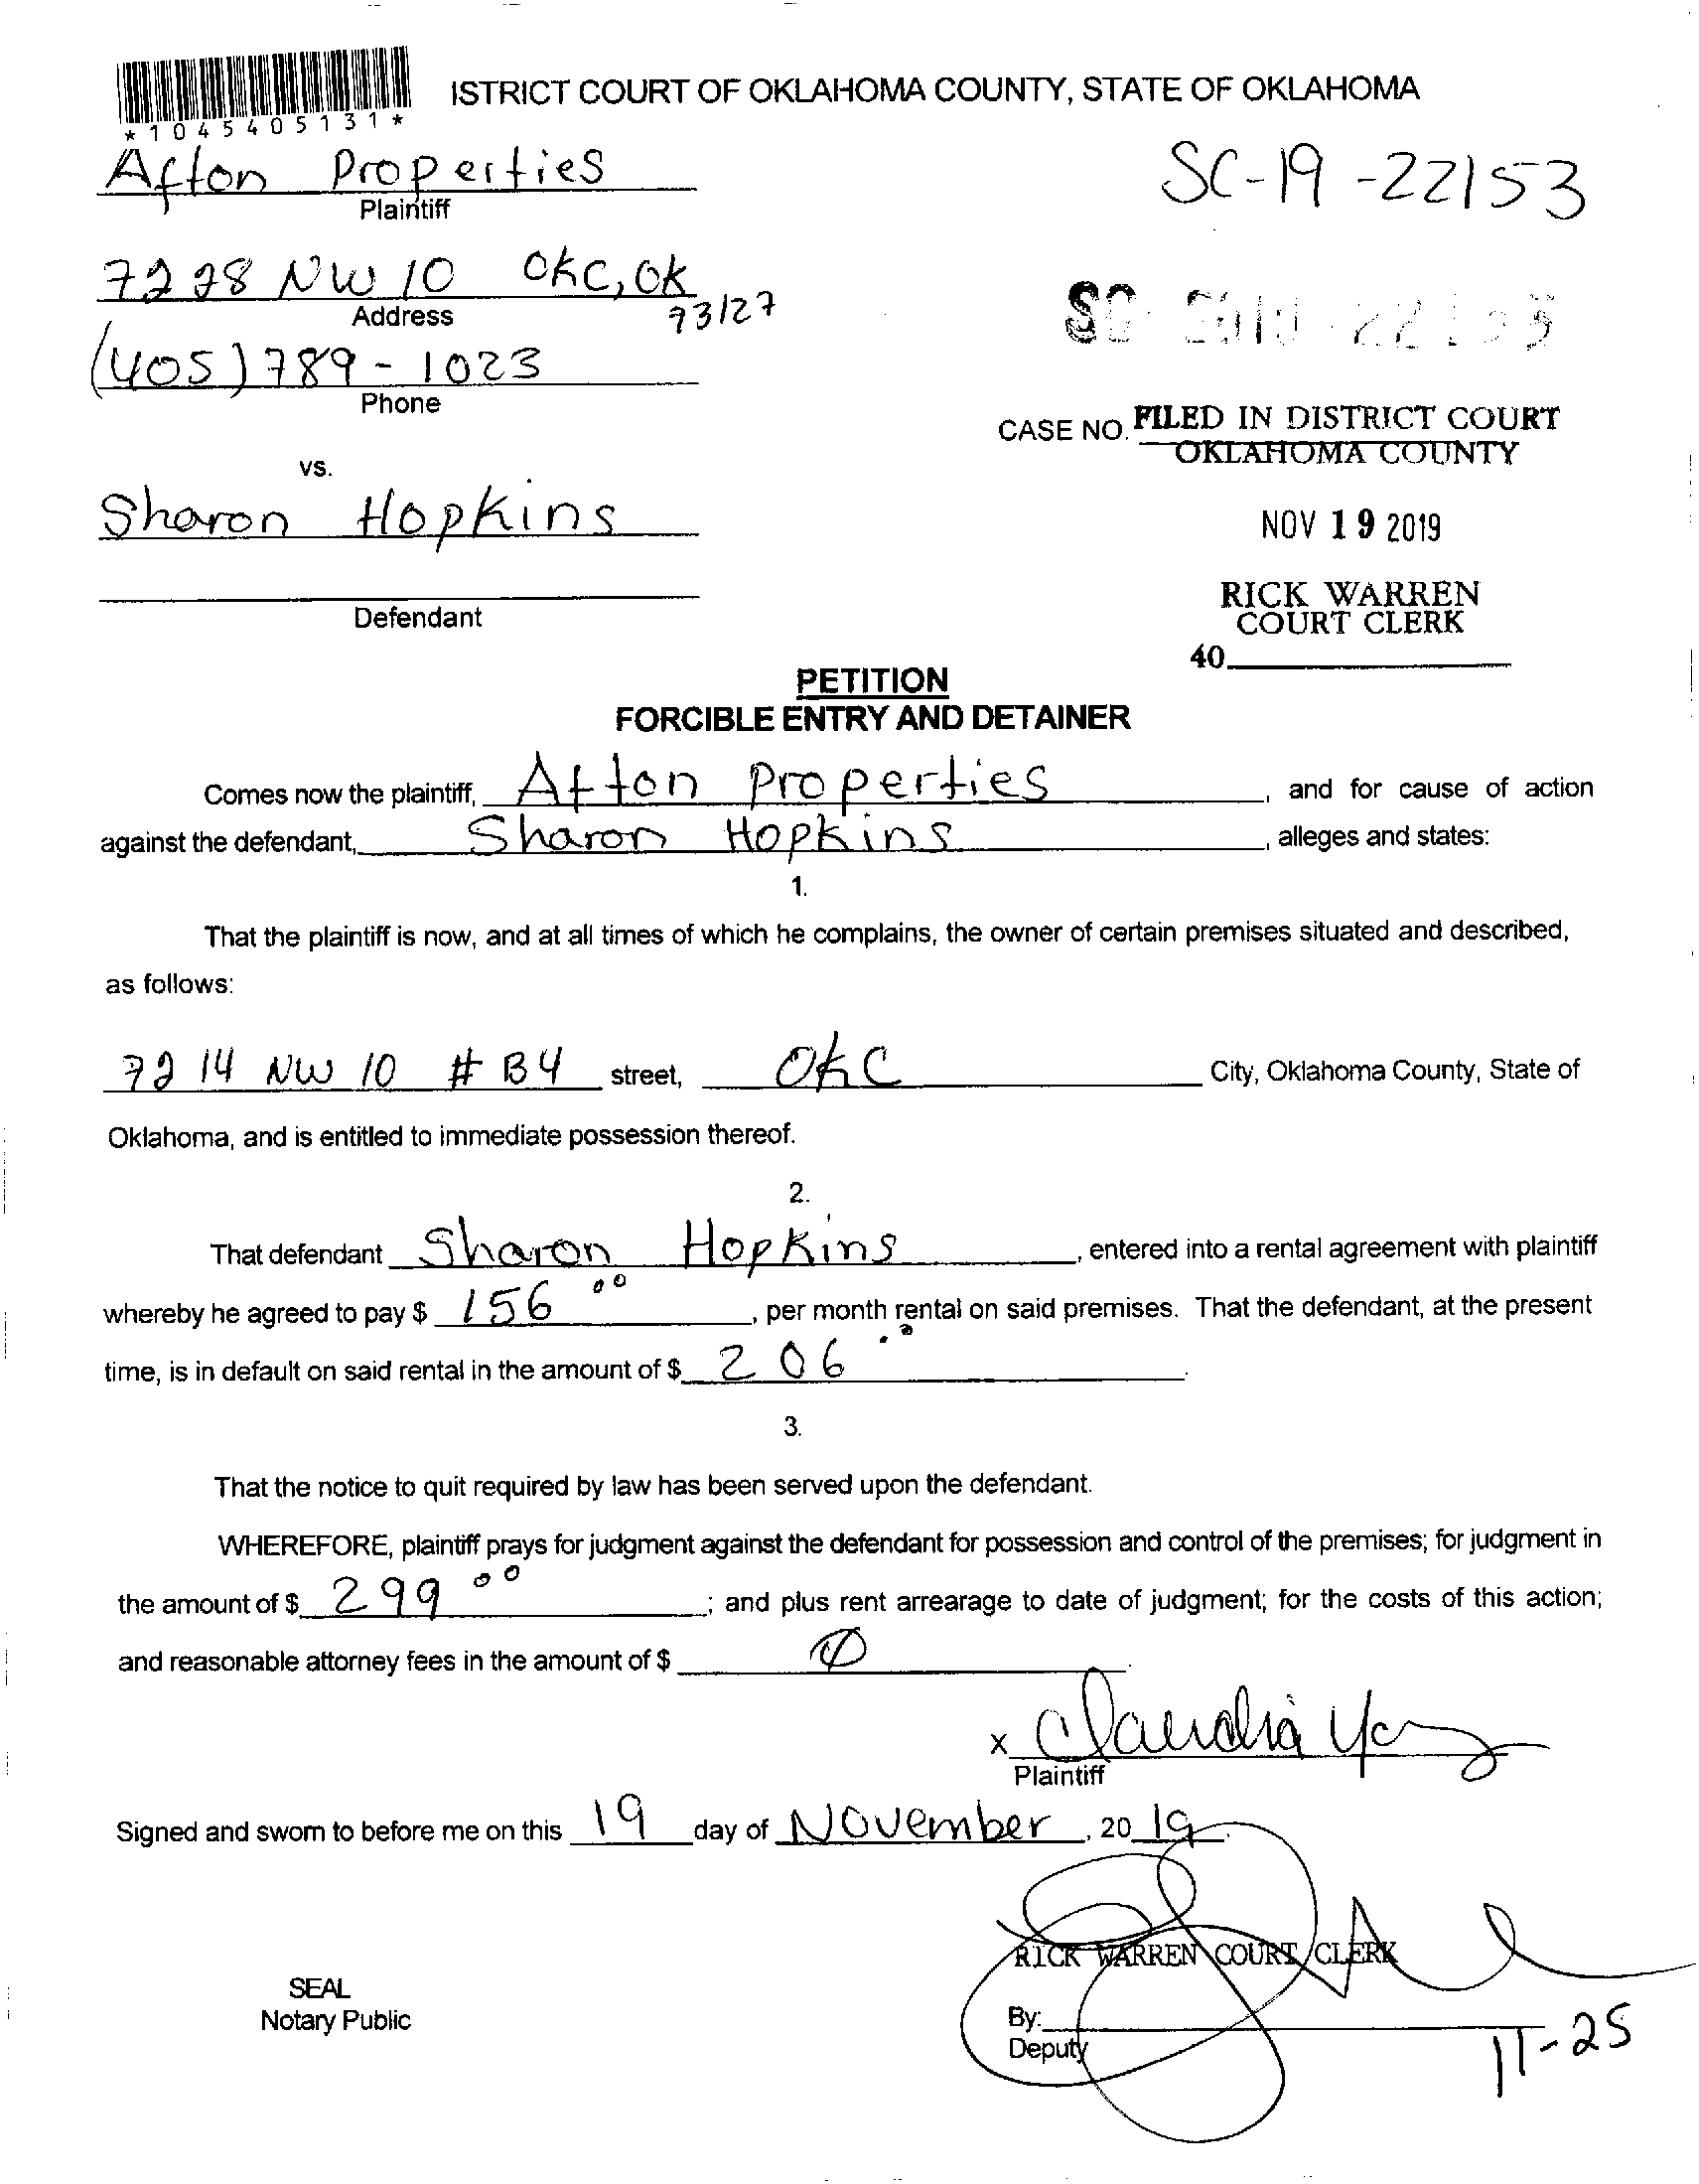 ISTRICT COURT OF OKLAHOMA COUNTY, STATE OF OKLAHOMA
*1045405131*
Afton Properties
Plaintiff
SC-19-22153
7228 NW 10 OKC, OK
73127
Address
(405) 789-1023
Phone
CASE NO. FILED IN DISTRICT COURT
OKLAHOMA COUNTY
vs.
Sharon Hopkins
NOV 19 2019
Defendant
RICK WARREN
COURT CLERK
40
PETITION
FORCIBLE ENTRY AND DETAINER
Comes now the plaintiff, Afton Properties, and for cause of action
against the defendant, Sharon Hopkins, alleges and states:
1.
That the plaintiff is now, and at all times of which he complains, the owner of certain premises situated and described,
as follows:
7214 NW 10 # B4 street, OKC City, Oklahoma County, State of
Oklahoma, and is entitled to immediate possession thereof.
2.
That defendant Sharon Hopkins, entered into a rental agreement with plaintiff
whereby he agreed to pay $ 156 00, per month rental on said premises. That the defendant, at the present
time, is in default on said rental in the amount of $ 206 00.
3.
That the notice to quit required by law has been served upon the defendant.
WHEREFORE, plaintiff prays for judgment against the defendant for possession and control of the premises; for judgment in
the amount of $ 299 00; and plus rent arrearage to date of judgment; for the costs of this action;
and reasonable attorney fees in the amount of $ 0.
x Claudia
Plaintiff
Signed and sworn to before me on this 19 day of November, 2019.
RICK WARREN COURT CLERK
SEAL
Notary Public
By:
Deputy
11-25